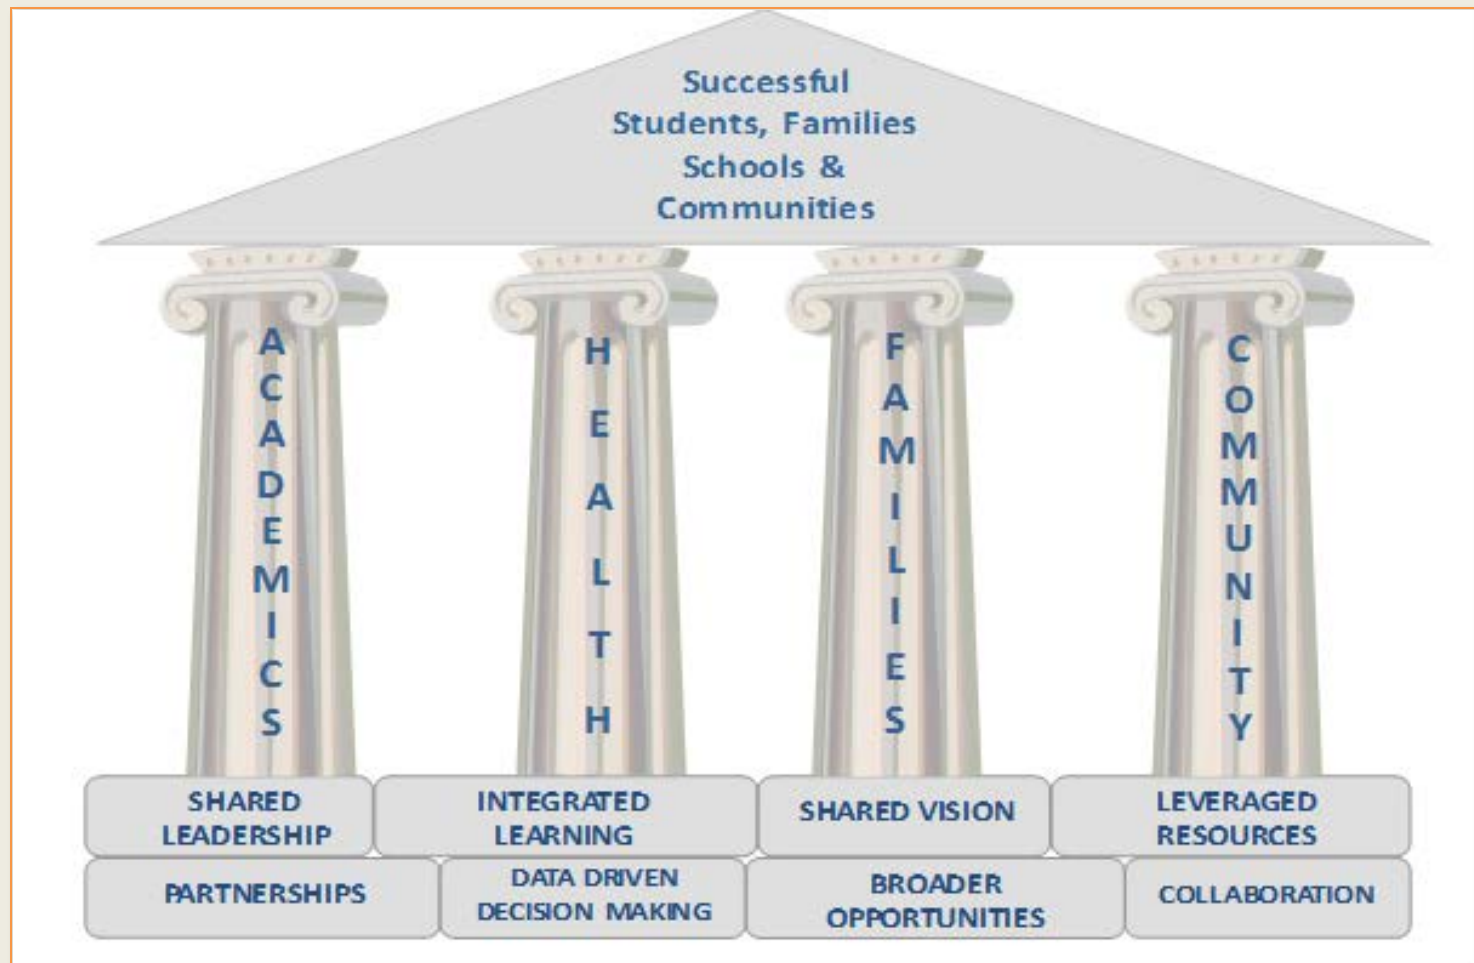 Successful
Students, Families
Schools &
Communities
ACADEMICS
HEALTH
FAMILIES
COMMUNITY
SHARED
LEADERSHIP
INTEGRATED
LEARNING
SHARED VISION
LEVERAGED
RESOURCES
PARTNERSHIPS
DATA DRIVEN
DECISION MAKING
BROADER
OPPORTUNITIES
COLLABORATION